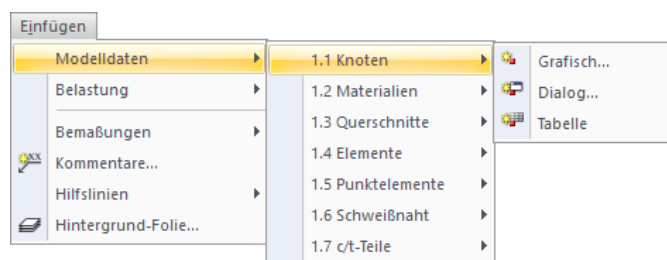 Einfügen
Modelldaten
Belastung
Bemaßungen
Kommentare...
Hilfslinien
Hintergrund-Folie...
1.1 Knoten
1.2 Materialien
1.3 Querschnitte
1.4 Elemente
1.5 Punktelemente
1.6 Schweißnaht
1.7 c/t-Teile
Grafisch...
Dialog...
Tabelle